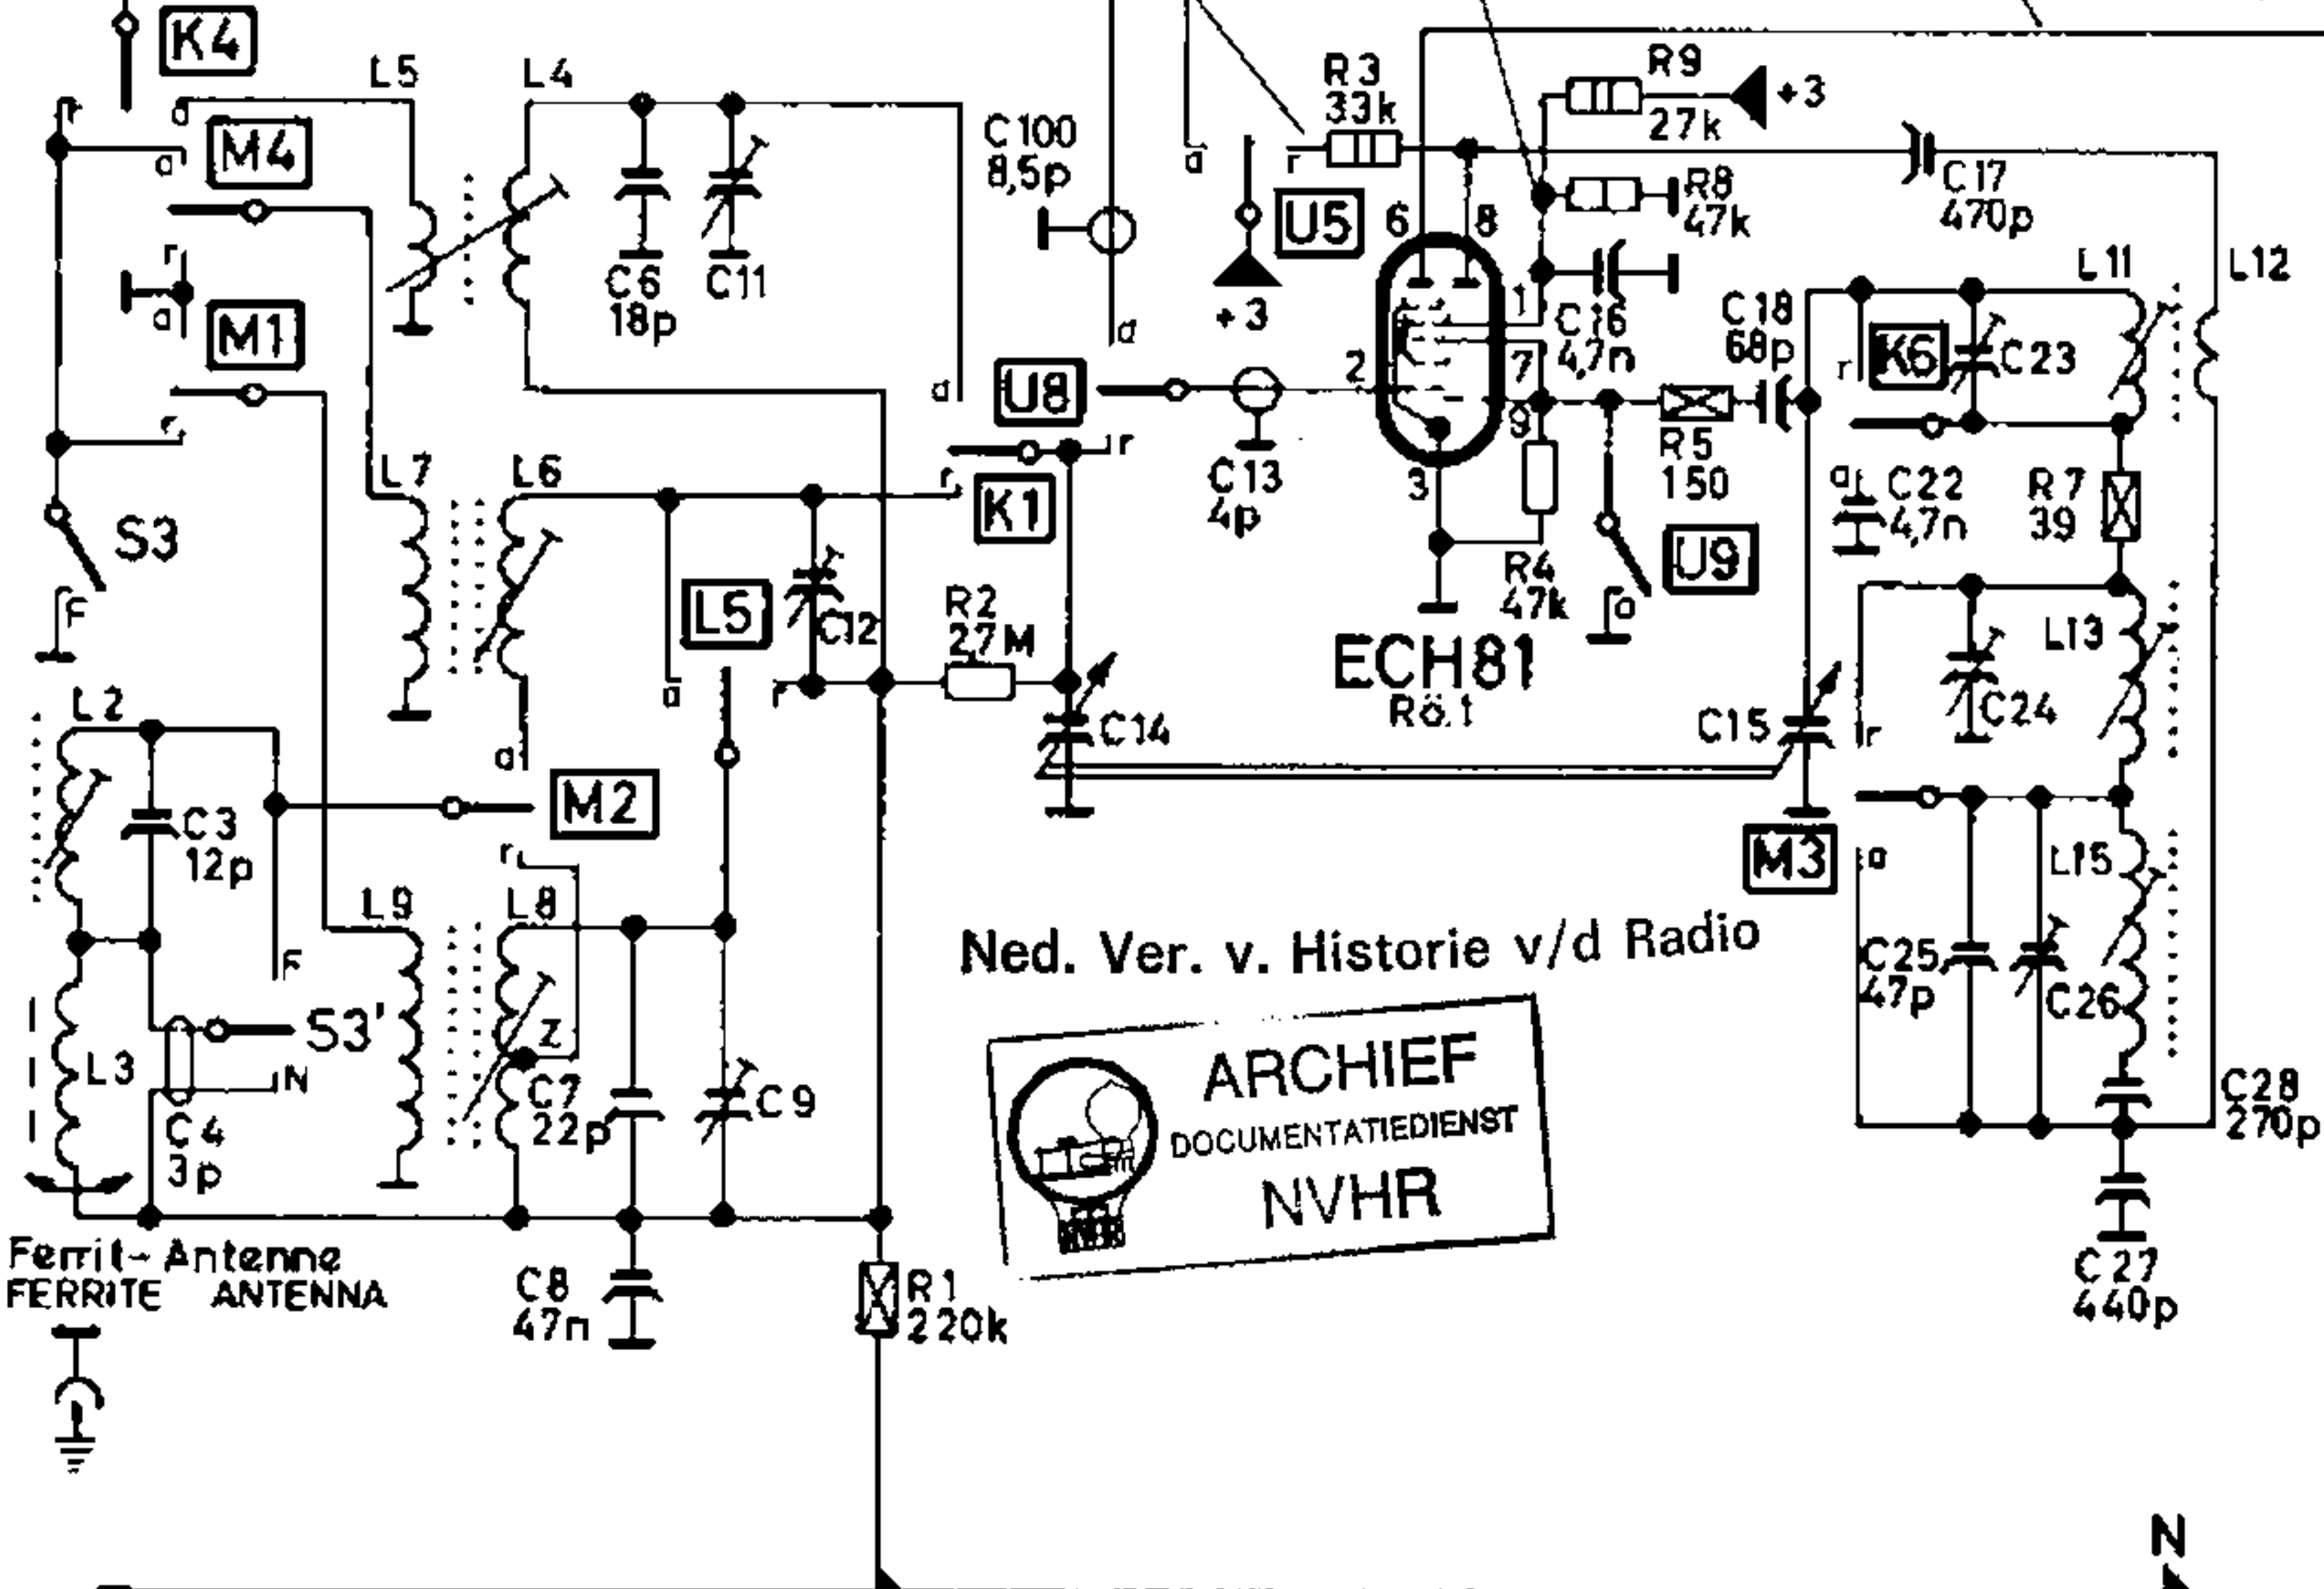 K4
L5
L4
r
a
M4
a
C100
8,5p
R3
33k
R9
+3
27k
a
r
U5
R8
47k
C17
470p
6
8
r
a
M1
C6
18p
C11
+3
a
1
C16
4,7n
C18
68p
L11
L12
2
7
r
K6
C23
a
U8
r
r
L7
L6
r
K1
C13
4p
9
3
R5
150
a
C22
4,7n
R7
39
S3
F
L5
C12
R2
27M
R4
47k
U9
a
L13
ECH81
Rö.1
a
r
L2
C14
C15
r
C24
a
M2
C3
12p
r
M3
a
L15
L9
L8
F
Ned. Ver. v. Historie v/d Radio
C25
47p
C26
S3'
Z
L3
N
C7
22p
C9
ARCHIEF
DOCUMENTATIEDIENST
NVHR
C4
3p
C28
270p
Ferrit-Antenne
FERRITE ANTENNA
C8
47n
R1
220k
C27
440p
N